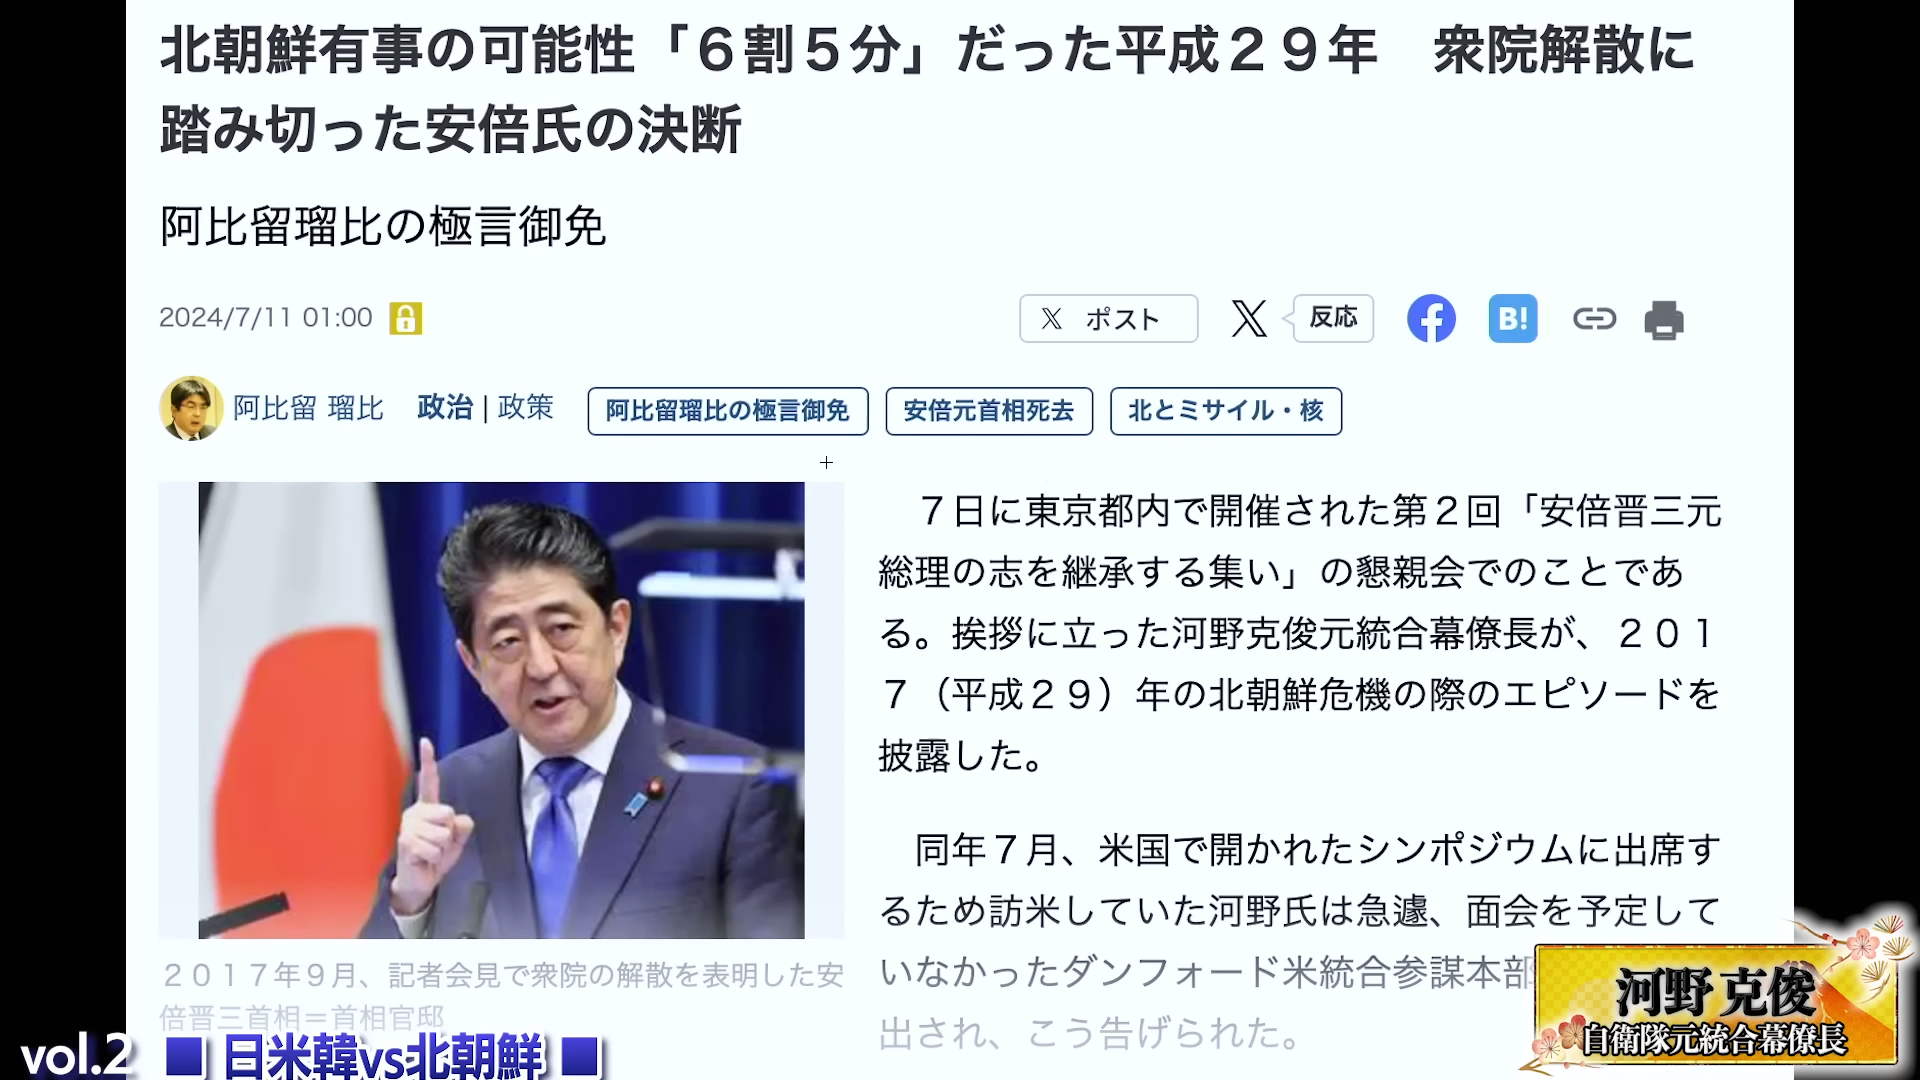 北朝鮮有事の可能性「６割５分」だった平成２９年　衆院解散に
踏み切った安倍氏の決断
阿比留瑠比の極言御免
2024/7/11 01:00
ポスト
反応
B!
阿比留 瑠比
政治 | 政策
阿比留瑠比の極言御免
安倍元首相死去
北とミサイル・核
７日に東京都内で開催された第２回「安倍晋三元
総理の志を継承する集い」の懇親会でのことであ
る。挨拶に立った河野克俊元統合幕僚長が、２０１
７（平成２９）年の北朝鮮危機の際のエピソードを
披露した。
同年７月、米国で開かれたシンポジウムに出席す
るため訪米していた河野氏は急遽、面会を予定して
いなかったダンフォード米統合参謀本部
出され、こう告げられた。
２０１７年９月、記者会見で衆院の解散を表明した安
倍晋三首相＝首相官邸
vol.2 ■ 日米韓vs北朝鮮 ■
河野 克俊
自衛隊元統合幕僚長